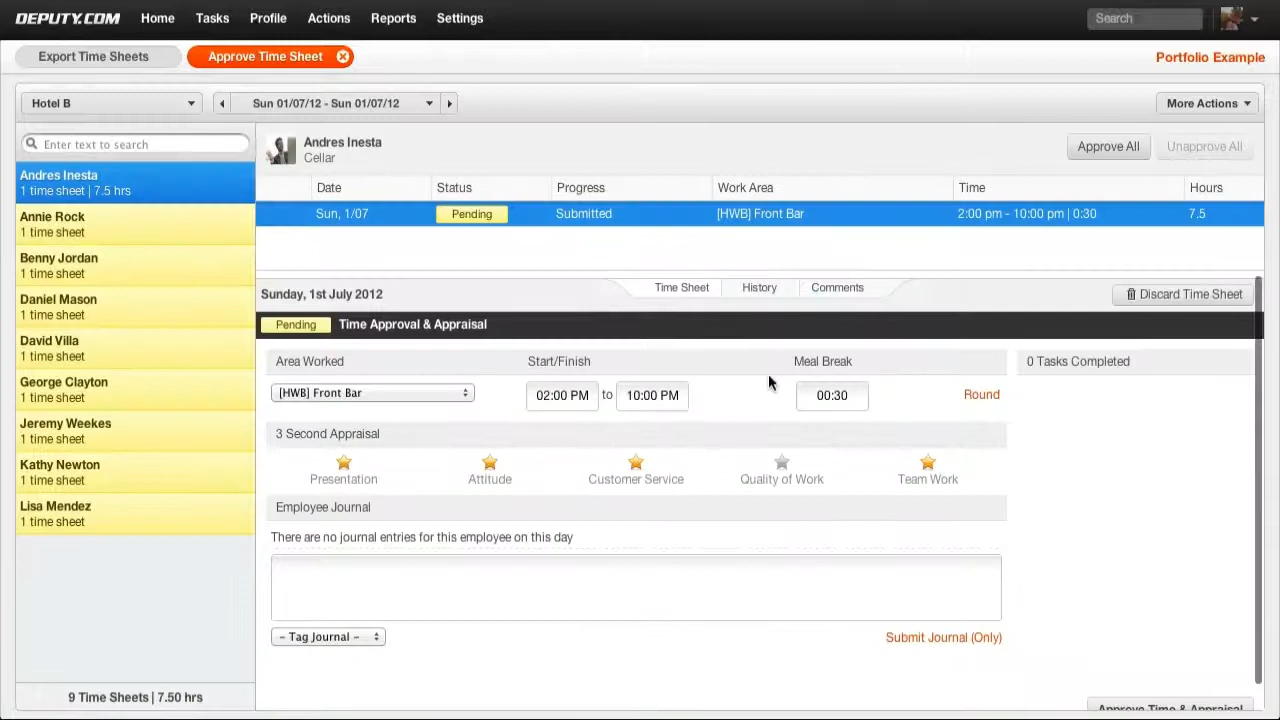 DEPUTY.COM Home Tasks Profile Actions Reports Settings Search
Export Time Sheets Approve Time Sheet Portfolio Example
Hotel B Sun 01/07/12 - Sun 01/07/12 More Actions
Enter text to search
Andres Inesta
1 time sheet | 7.5 hrs
Annie Rock
1 time sheet
Benny Jordan
1 time sheet
Daniel Mason
1 time sheet
David Villa
1 time sheet
George Clayton
1 time sheet
Jeremy Weekes
1 time sheet
Kathy Newton
1 time sheet
Lisa Mendez
1 time sheet
9 Time Sheets | 7.50 hrs
Andres Inesta
Cellar
Approve All Unapprove All
Date Status Progress Work Area Time Hours
Sun, 1/07 Pending Submitted [HWB] Front Bar 2:00 pm - 10:00 pm | 0:30 7.5
Sunday, 1st July 2012 Time Sheet History Comments Discard Time Sheet
Pending Time Approval & Appraisal
Area Worked Start/Finish Meal Break 0 Tasks Completed
[HWB] Front Bar 02:00 PM to 10:00 PM 00:30 Round
3 Second Appraisal
Presentation Attitude Customer Service Quality of Work Team Work
Employee Journal
There are no journal entries for this employee on this day
- Tag Journal - Submit Journal (Only)
Approve Time & Appraisal